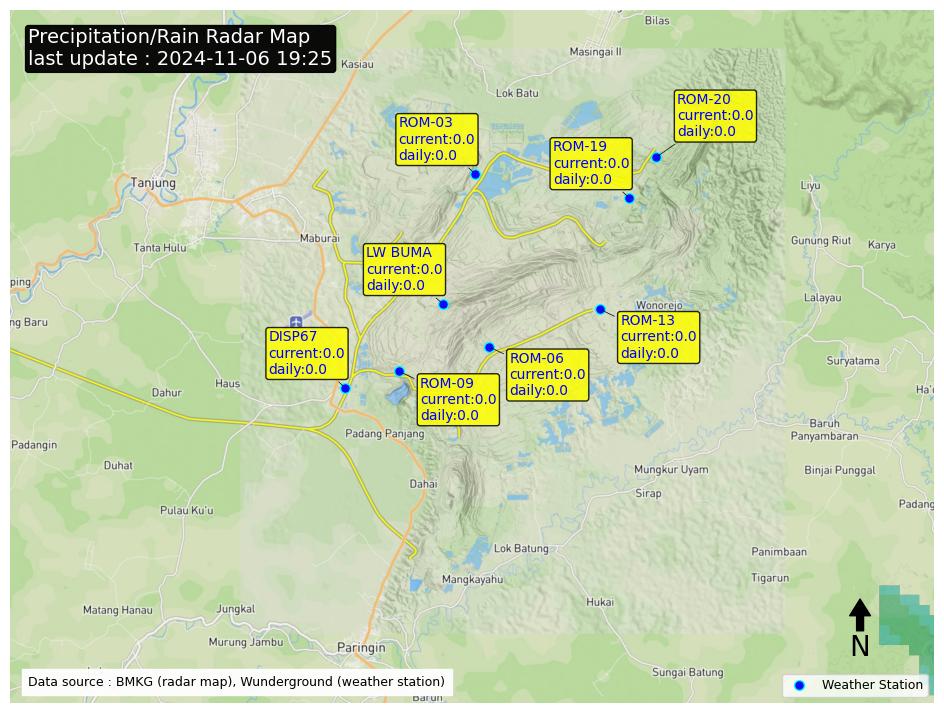 Precipitation/Rain Radar Map
last update : 2024-11-06 19:25
Bilas
Masingai II
Kasiau
Lok Batu
ROM-20
current:0.0
daily:0.0
ROM-03
current:0.0
daily:0.0
ROM-19
current:0.0
daily:0.0
Tanjung
Liyu
Maburai
Tanta Hulu
Gunung Riut
Karya
LW BUMA
current:0.0
daily:0.0
ping
Lalayau
Wonorejo
ng Baru
ROM-13
current:0.0
daily:0.0
DISP67
current:0.0
daily:0.0
ROM-06
current:0.0
daily:0.0
Suryatama
Haus
Dahur
ROM-09
current:0.0
daily:0.0
Ha'
Baruh
Panyambaran
Padang Panjang
Padangin
Duhat
Mungkur Uyam
Binjai Punggal
Dahai
Sirap
Padang
Pulau Ku'u
Lok Batung
Panimbaan
Mangkayahu
Tigarun
Matang Hanau
Jungkal
Hukai
Murung Jambu
Paringin
N
Sungai Batung
Data source : BMKG (radar map), Wunderground (weather station)
Weather Station
Barun